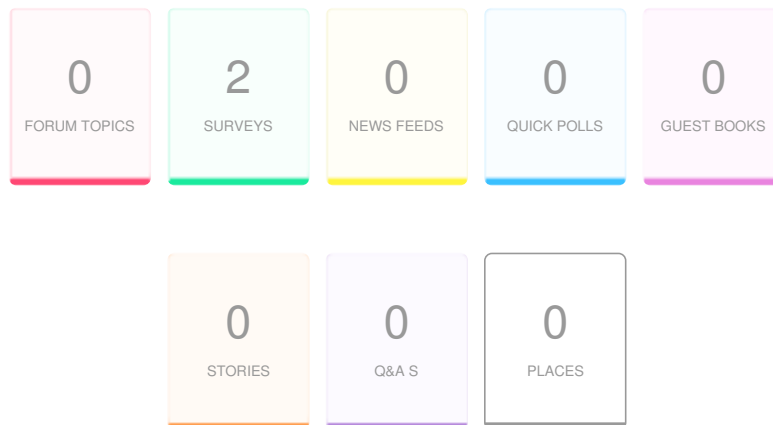 0 2 0 0 0
FORUM TOPICS SURVEYS NEWS FEEDS QUICK POLLS GUEST BOOKS
0 0 0
STORIES Q&A S PLACES